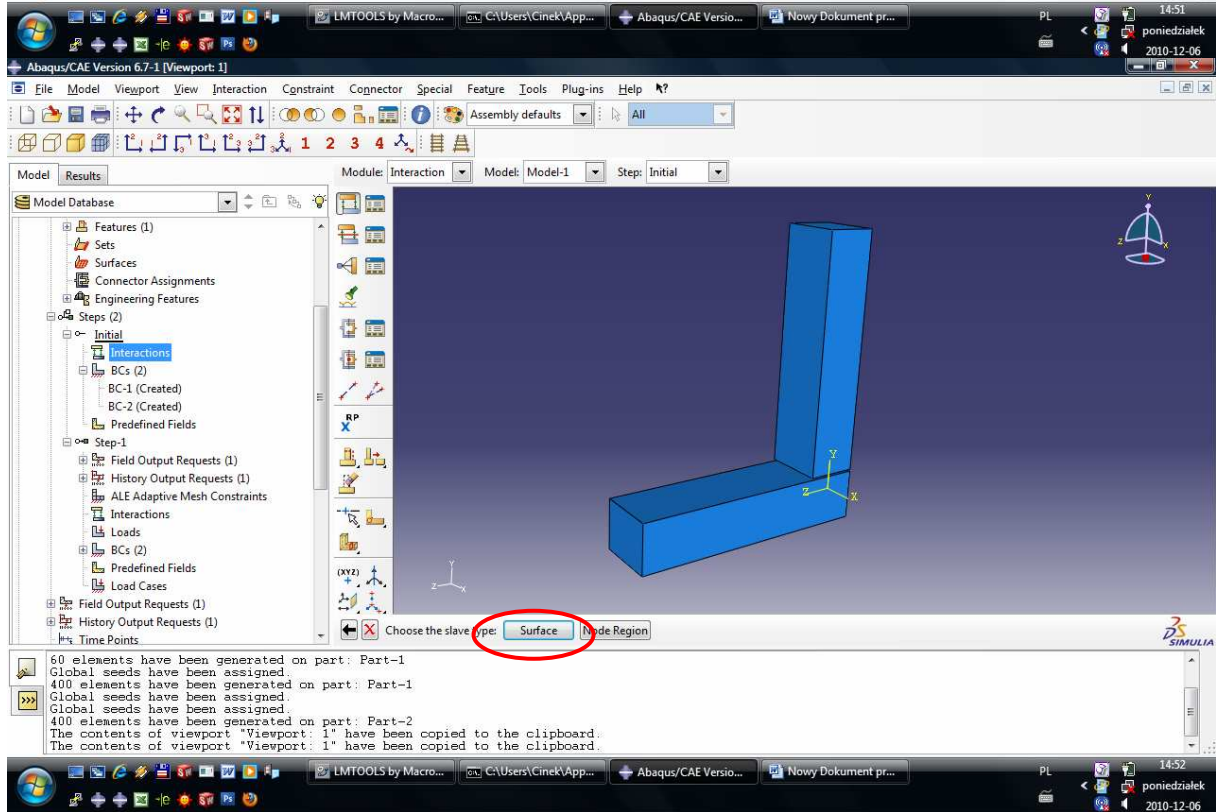 LMTOOLS by Macro... C:\Users\Cinek\App... Abaqus/CAE Versio... Nowy Dokument pr... PL 14:51
poniedziałek
2010-12-06
Abaqus/CAE Version 6.7-1 [Viewport: 1]
File Model Viewport View Interaction Constraint Connector Special Feature Tools Plug-ins Help
Assembly defaults All
1 2 3 4
Model Results Module: Interaction Model: Model-1 Step: Initial
Model Database
Features (1)
Sets
Surfaces
Connector Assignments
Engineering Features
Steps (2)
Initial
Interactions
BCs (2)
BC-1 (Created)
BC-2 (Created)
Predefined Fields
Step-1
Field Output Requests (1)
History Output Requests (1)
ALE Adaptive Mesh Constraints
Interactions
Loads
BCs (2)
Predefined Fields
Load Cases
Field Output Requests (1)
History Output Requests (1)
Time Points
RP
(XYZ)
Y
Z X
Y
Z X
Y
Z X
Choose the slave type: Surface Node Region
SIMULIA
60 elements have been generated on part: Part-1
Global seeds have been assigned.
400 elements have been generated on part: Part-1
Global seeds have been assigned.
Global seeds have been assigned.
400 elements have been generated on part: Part-2
The contents of viewport "Viewport: 1" have been copied to the clipboard.
The contents of viewport "Viewport: 1" have been copied to the clipboard.
LMTOOLS by Macro... C:\Users\Cinek\App... Abaqus/CAE Versio... Nowy Dokument pr... PL 14:52
poniedziałek
2010-12-06